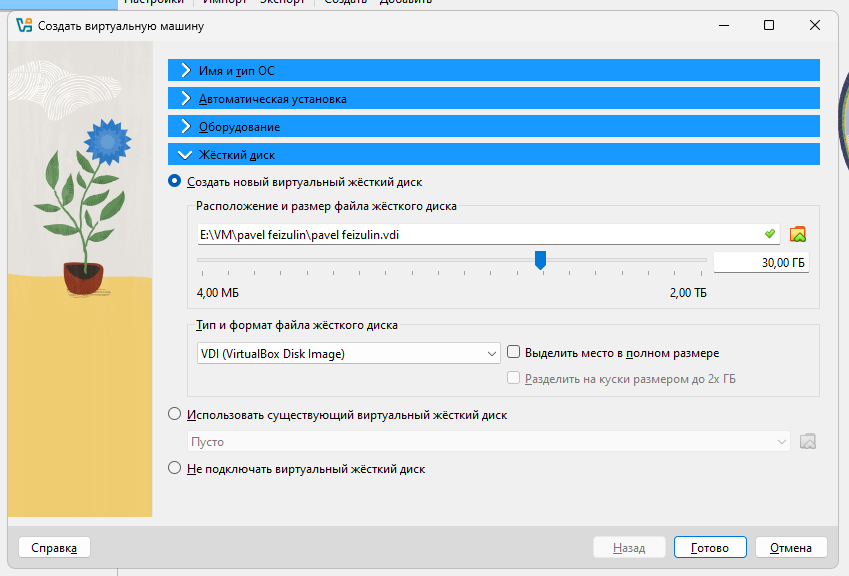 Настройки Импорт Экспорт Создать Добавить
Создать виртуальную машину
Имя и тип ОС
Автоматическая установка
Оборудование
Жёсткий диск
Создать новый виртуальный жёсткий диск
Расположение и размер файла жёсткого диска
E:\VM\pavel feizulin\pavel feizulin.vdi
30,00 ГБ
4,00 МБ 2,00 ТБ
Тип и формат файла жёсткого диска
VDI (VirtualBox Disk Image) Выделить место в полном размере
Разделить на куски размером до 2х ГБ
Использовать существующий виртуальный жёсткий диск
Пусто
Не подключать виртуальный жёсткий диск
Справка Назад Готово Отмена